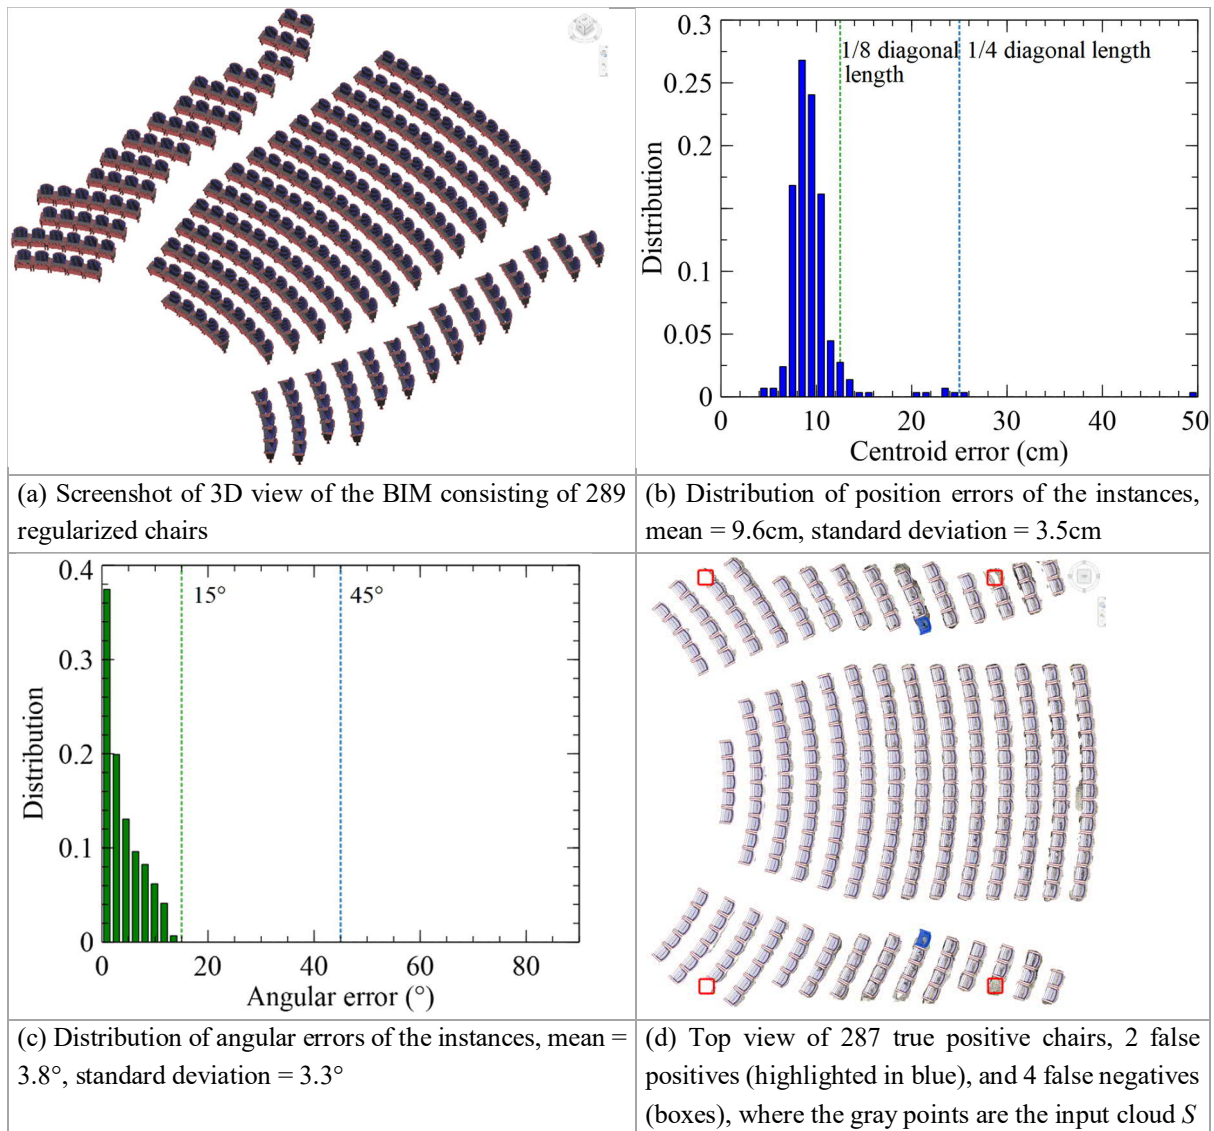 0.3
0.25
0.2
0.1
0.05
0
Distribution
1/8 diagonal
length
1/4 diagonal length
0
10
20
30
40
50
Centroid error (cm)
(a) Screenshot of 3D view of the BIM consisting of 289
regularized chairs
(b) Distribution of position errors of the instances,
mean = 9.6cm, standard deviation = 3.5cm
0.4
0.3
0.2
0.1
0
Distribution
15°
45°
0
20
40
60
80
Angular error (°)
(c) Distribution of angular errors of the instances, mean =
3.8°, standard deviation = 3.3°
(d) Top view of 287 true positive chairs, 2 false
positives (highlighted in blue), and 4 false negatives
(boxes), where the gray points are the input cloud S